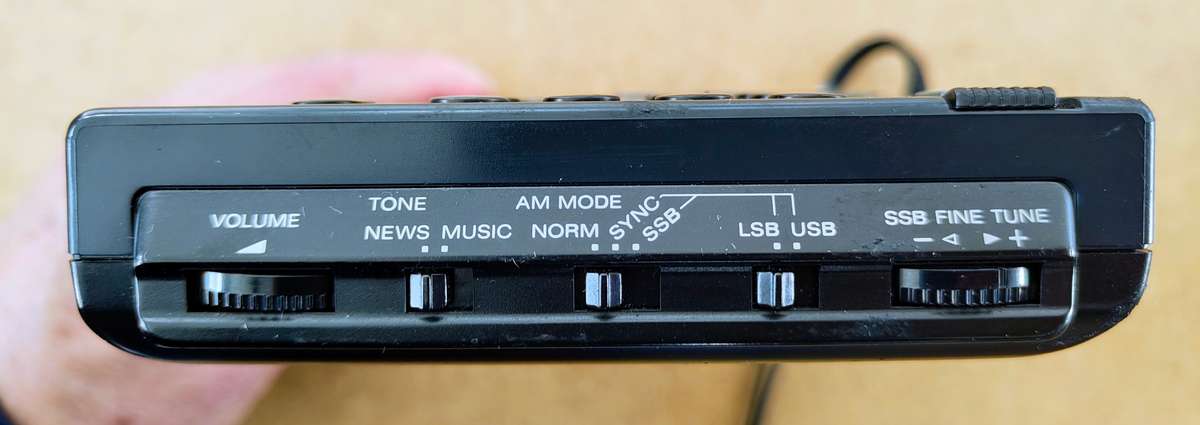 VOLUME
TONE
NEWS MUSIC
AM MODE
NORM SYNC SSB
LSB USB
SSB FINE TUNE
− +